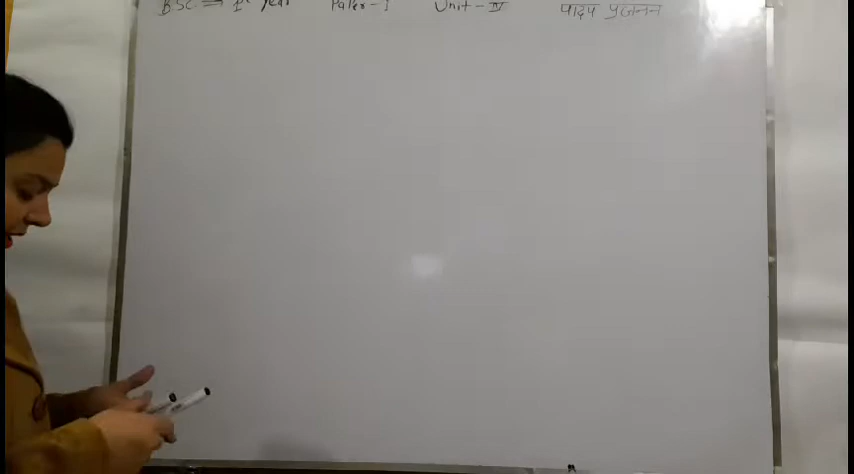 BSC ⇒ 1st year Paper - I Unit - IV पादप प्रजनन